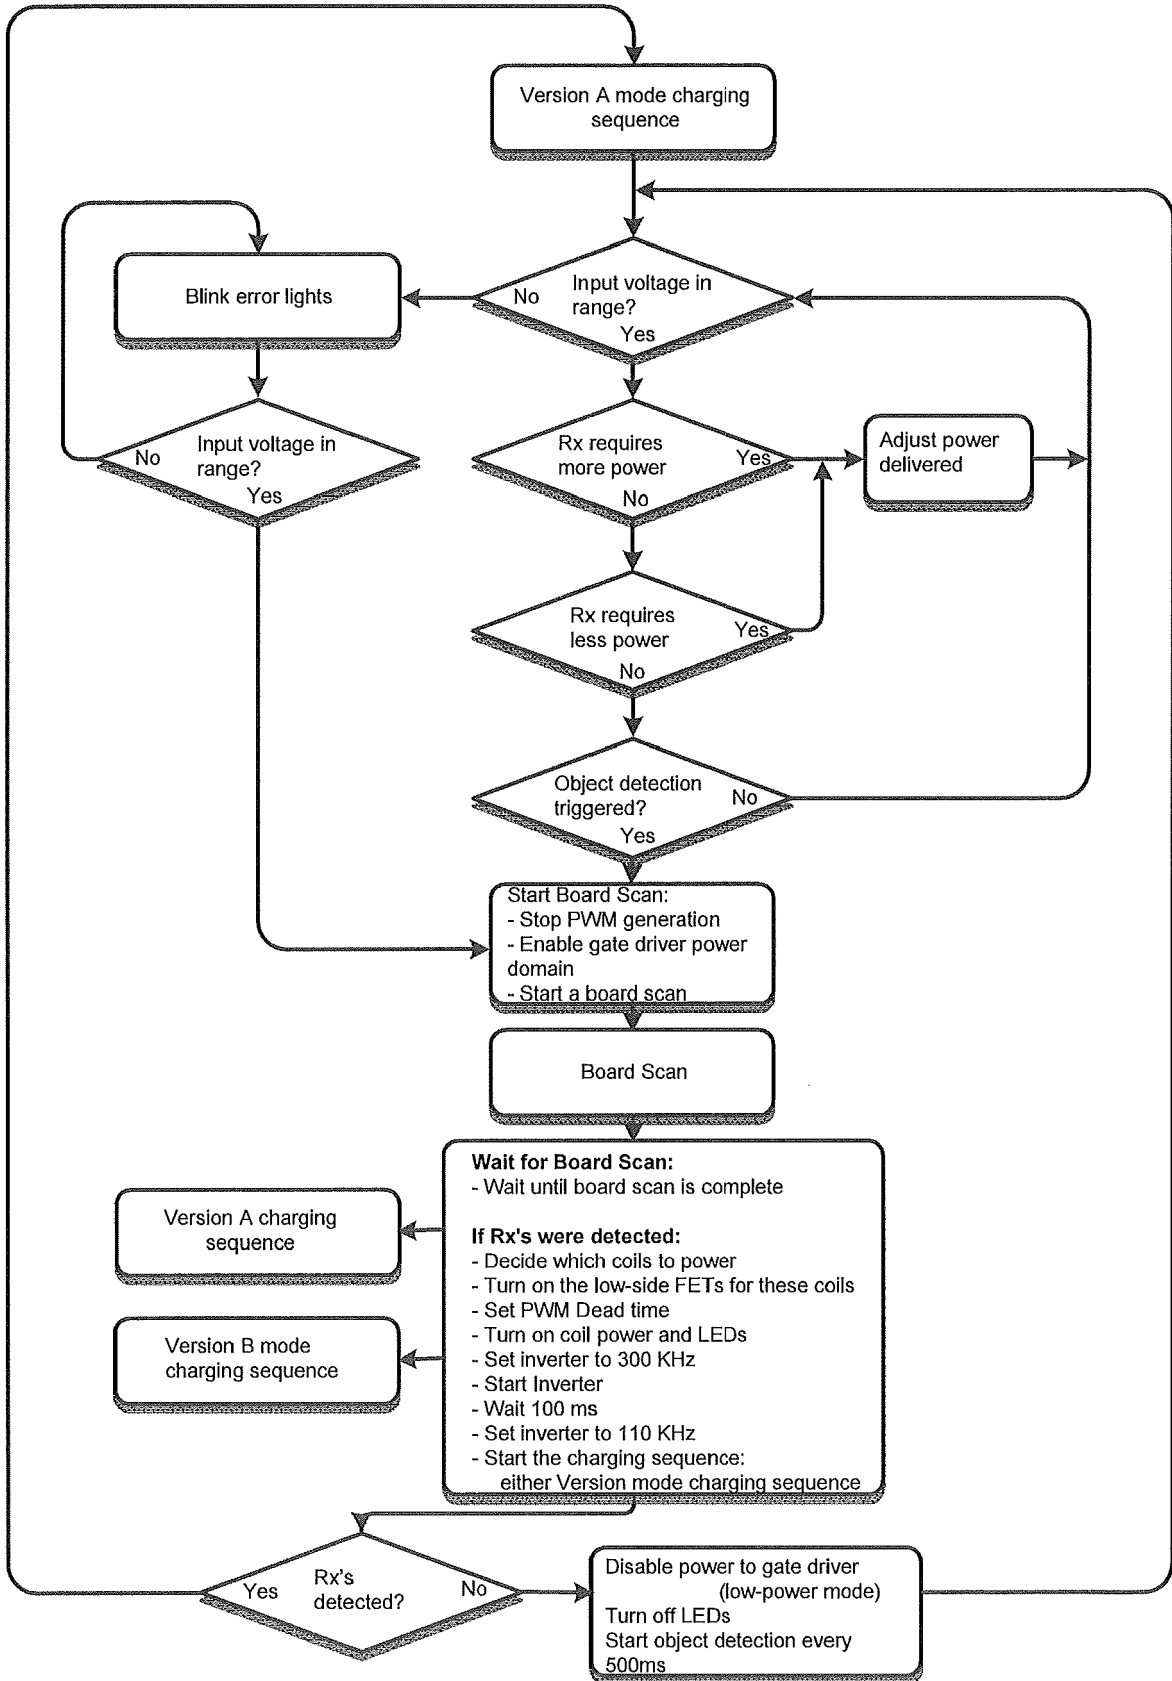 Version A mode charging
sequence
Blink error lights
No
Input voltage in
range?
Yes
No
Input voltage in
range?
Yes
Rx requires
more power
Yes
No
Adjust power
delivered
Rx requires
less power
Yes
No
Object detection
triggered?
No
Yes
Start Board Scan:
- Stop PWM generation
- Enable gate driver power
domain
- Start a board scan
Board Scan
Wait for Board Scan:
- Wait until board scan is complete
If Rx's were detected:
- Decide which coils to power
- Turn on the low-side FETs for these coils
- Set PWM Dead time
- Turn on coil power and LEDs
- Set inverter to 300 KHz
- Start Inverter
- Wait 100 ms
- Set inverter to 110 KHz
- Start the charging sequence:
either Version mode charging sequence
Version A charging
sequence
Version B mode
charging sequence
Yes
Rx's
detected?
No
Disable power to gate driver
(low-power mode)
Turn off LEDs
Start object detection every
500ms